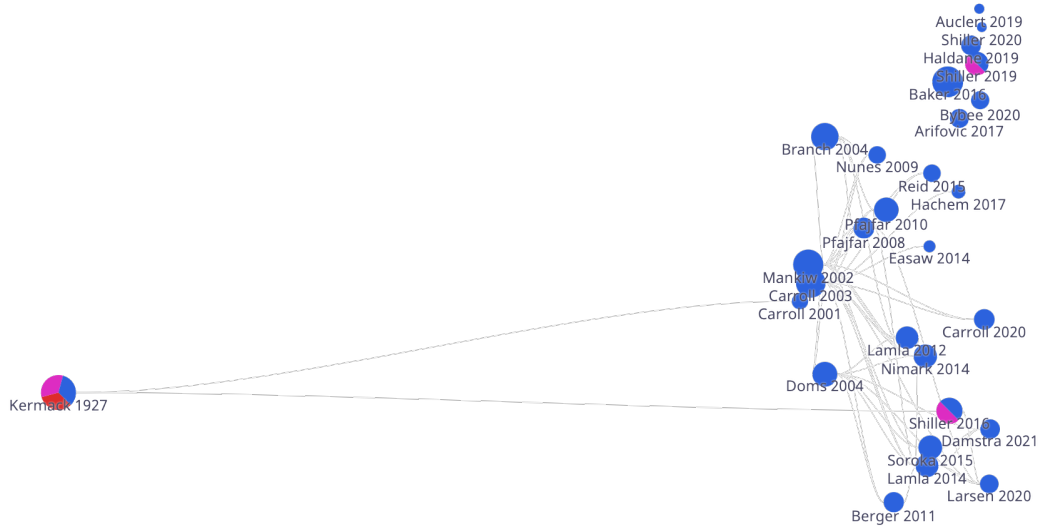 Auclert 2019
Shiller 2020
Haldane 2019
Shiller 2019
Baker 2016
Bybee 2020
Arifovic 2017
Branch 2004
Nunes 2009
Reid 2015
Hachem 2017
Pfajfar 2010
Pfajfar 2008
Easaw 2014
Mankiw 2002
Carroll 2003
Carroll 2001
Carroll 2020
Lamla 2012
Nimark 2014
Doms 2004
Kermack 1927
Shiller 2016
Damstra 2021
Soroka 2015
Lamla 2014
Larsen 2020
Berger 2011